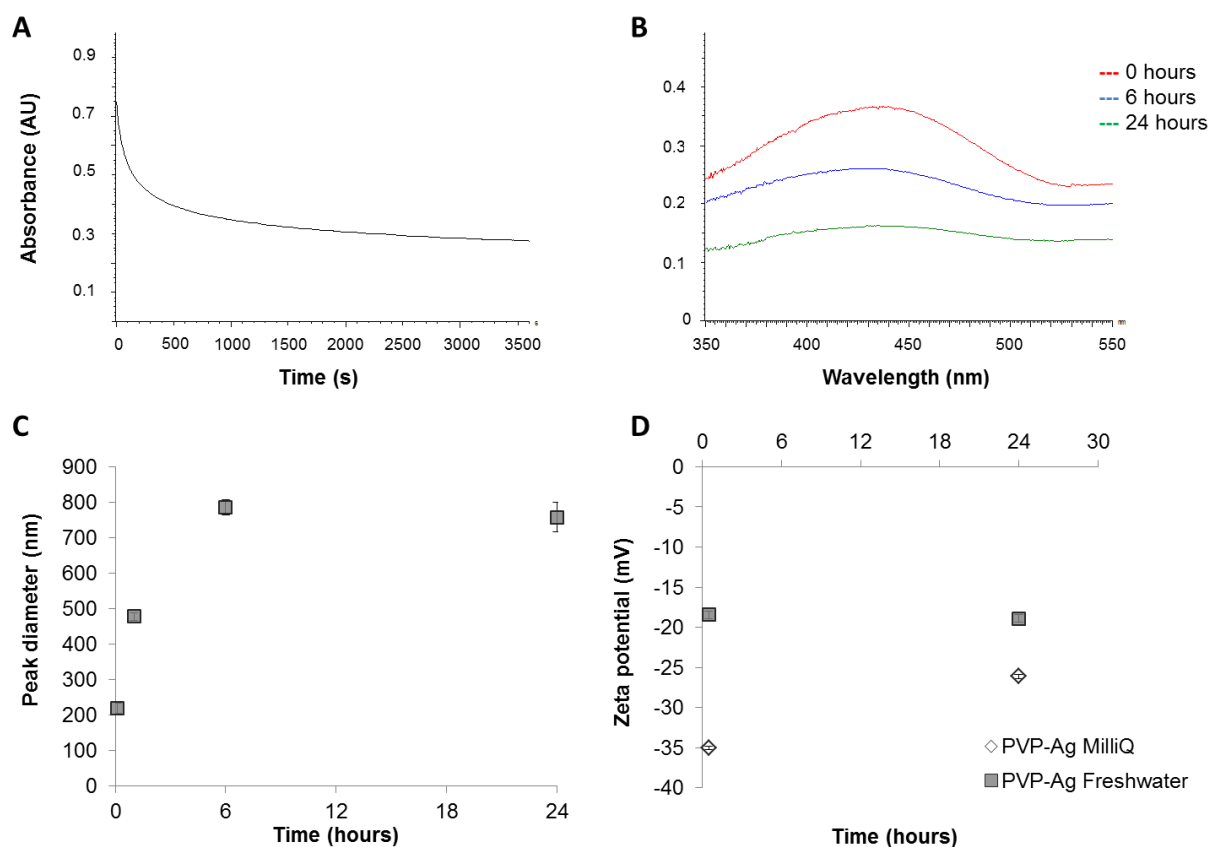 A
Absorbance (AU)
0.9
0.7
0.5
0.3
0.1
0 500 1000 1500 2000 2500 3000 3500 s
Time (s)
B
0.4
0.3
0.2
0.1
0
0 hours
6 hours
24 hours
350 400 450 500 550
Wavelength (nm)
C
Peak diameter (nm)
900
800
700
600
500
400
300
200
100
0
0 6 12 18 24
Time (hours)
D
0 6 12 18 24 30
Zeta potential (mV)
0
-5
-10
-15
-20
-25
-30
-35
-40
PVP-Ag MilliQ
PVP-Ag Freshwater
Time (hours)